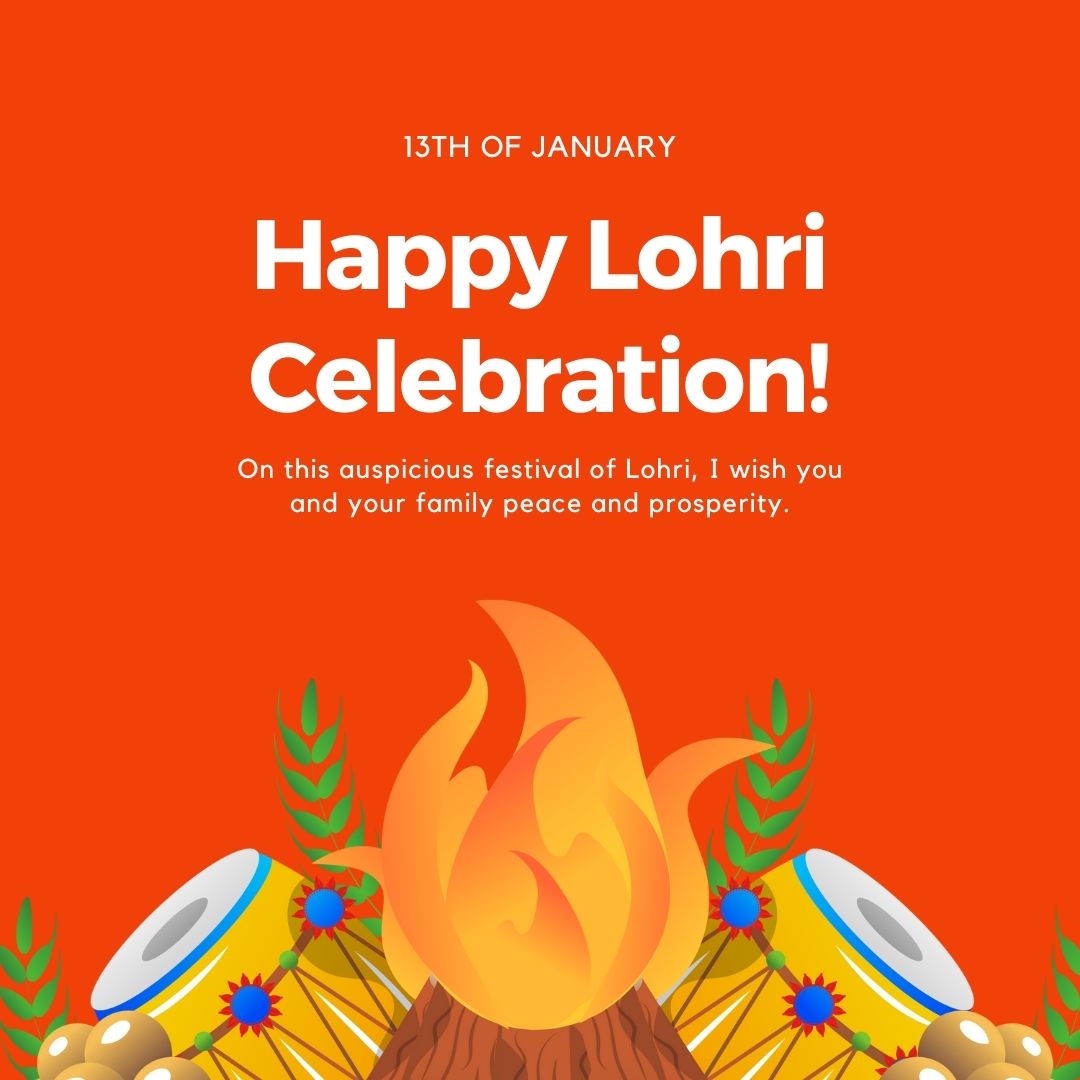 13TH OF JANUARY
Happy Lohri
Celebration!
On this auspicious festival of Lohri, I wish you
and your family peace and prosperity.